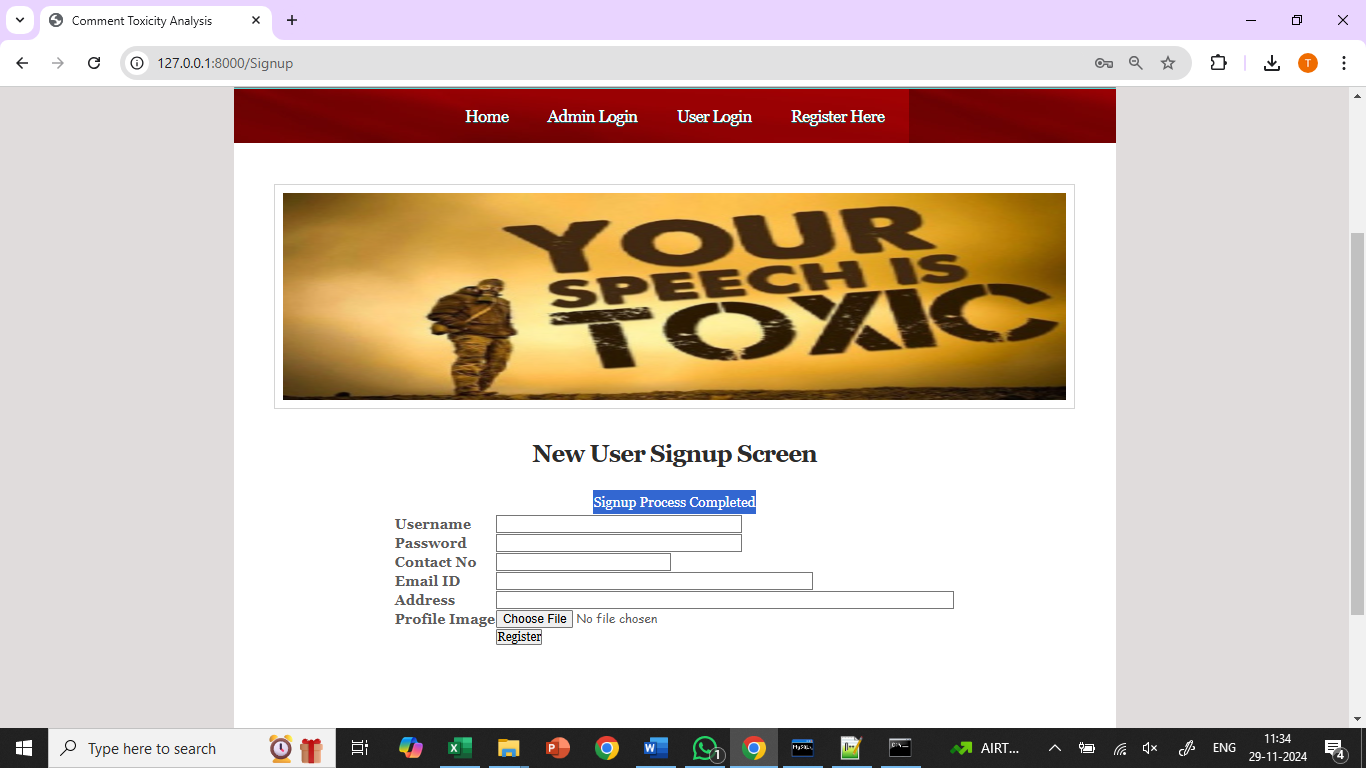 Comment Toxicity Analysis
127.0.0.1:8000/Signup
T
Home Admin Login User Login Register Here
YOUR
SPEECH IS
TOXIC
New User Signup Screen
Signup Process Completed
Username
Password
Contact No
Email ID
Address
Profile Image Choose File No file chosen
Register
Type here to search
1
AIRT...
ENG
11:34
29-11-2024
4